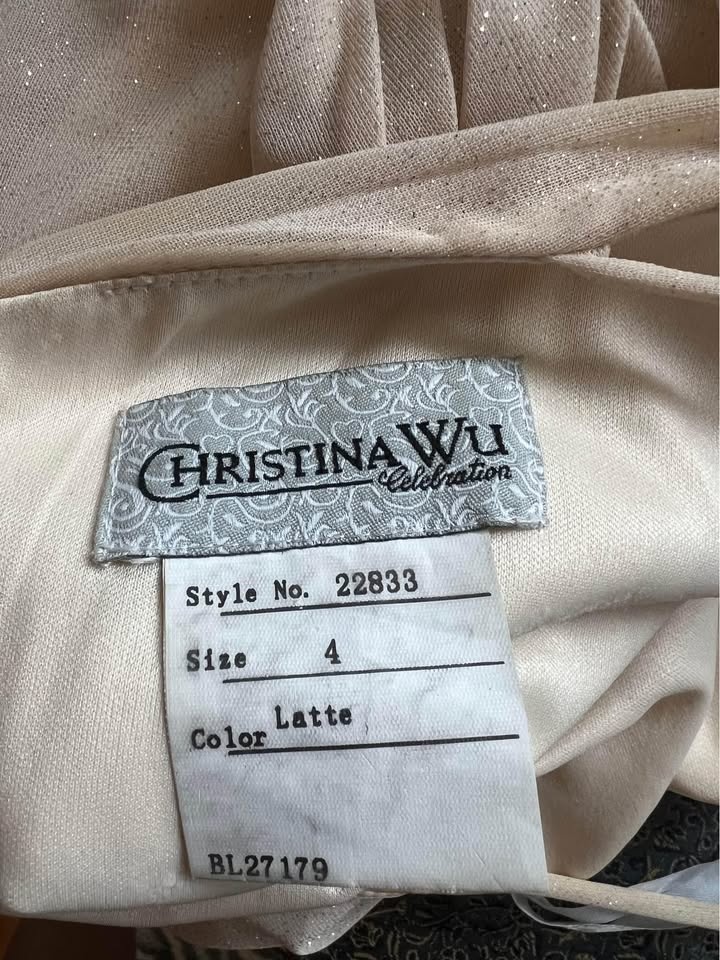 CHRISTINA WU
Celebration
Style No. 22833
Size 4
Color Latte
BL27179